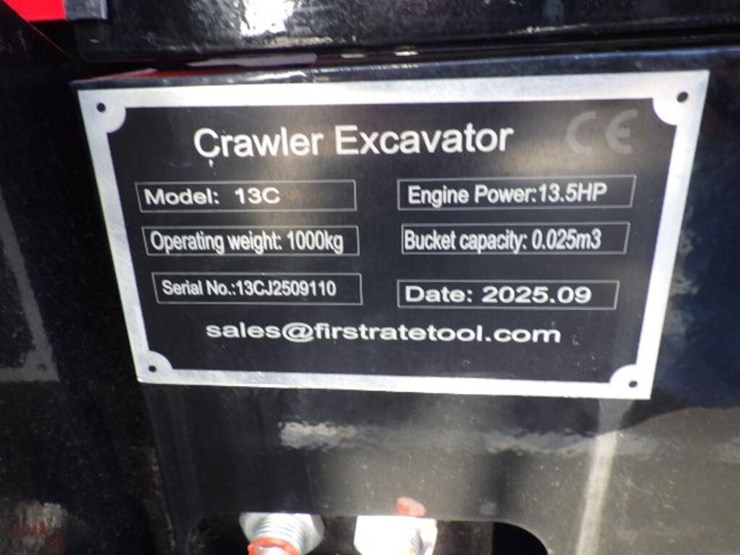 Crawler Excavator CE
Model: 13C
Engine Power:13.5HP
Operating weight: 1000kg
Bucket capacity: 0.025m3
Serial No.:13CJ2509110
Date: 2025.09
sales@firstratetool.com